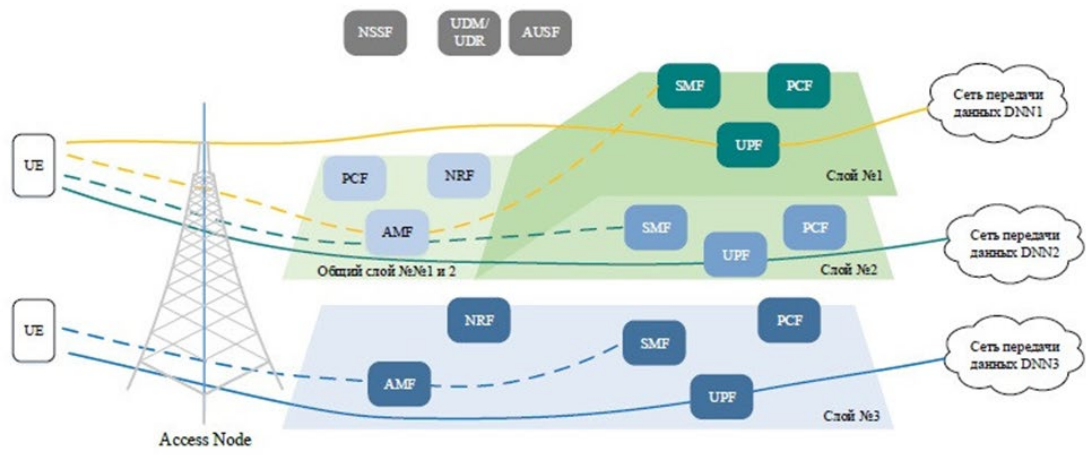 NSSF
UDM/
UDR
AUSF
SMF
PCF
Сеть передачи
данных DNN1
UE
UPF
PCF
NRF
Слой №1
AMF
SMF
PCF
Сеть передачи
данных DNN2
UPF
Общий слой №№1 и 2
Слой №2
NRF
PCF
UE
SMF
Сеть передачи
данных DNN3
AMF
UPF
Слой №3
Access Node